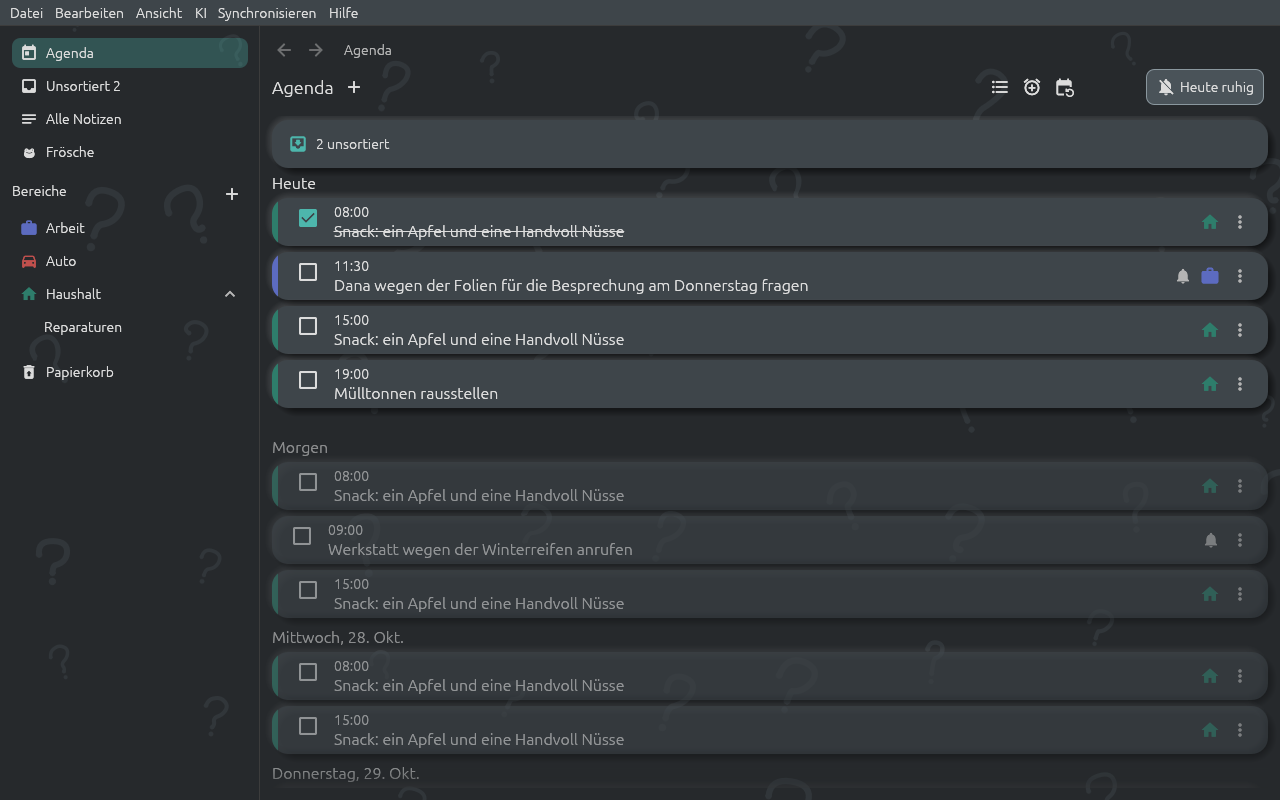 Datei Bearbeiten Ansicht KI Synchronisieren Hilfe
Agenda
Unsortiert 2
Alle Notizen
Frösche
Bereiche
Arbeit
Auto
Haushalt
Reparaturen
Papierkorb
Agenda
Agenda
Heute ruhig
2 unsortiert
Heute
08:00
Snack: ein Apfel und eine Handvoll Nüsse
11:30
Dana wegen der Folien für die Besprechung am Donnerstag fragen
15:00
Snack: ein Apfel und eine Handvoll Nüsse
19:00
Mülltonnen rausstellen
Morgen
08:00
Snack: ein Apfel und eine Handvoll Nüsse
09:00
Werkstatt wegen der Winterreifen anrufen
15:00
Snack: ein Apfel und eine Handvoll Nüsse
Mittwoch, 28. Okt.
08:00
Snack: ein Apfel und eine Handvoll Nüsse
15:00
Snack: ein Apfel und eine Handvoll Nüsse
Donnerstag, 29. Okt.